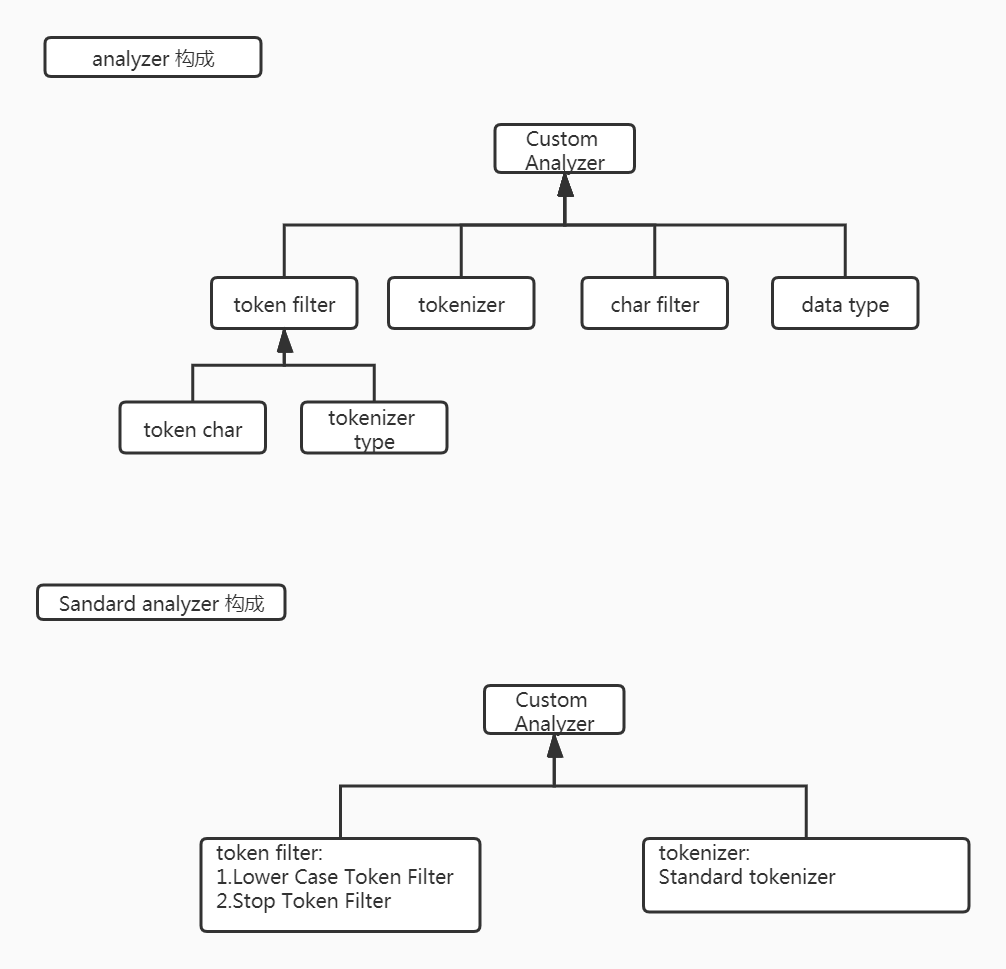 analyzer 构成
Custom
Analyzer
token filter
tokenizer
char filter
data type
token char
tokenizer
type
Sandard analyzer 构成
Custom
Analyzer
token filter:
1.Lower Case Token Filter
2.Stop Token Filter
tokenizer:
Standard tokenizer